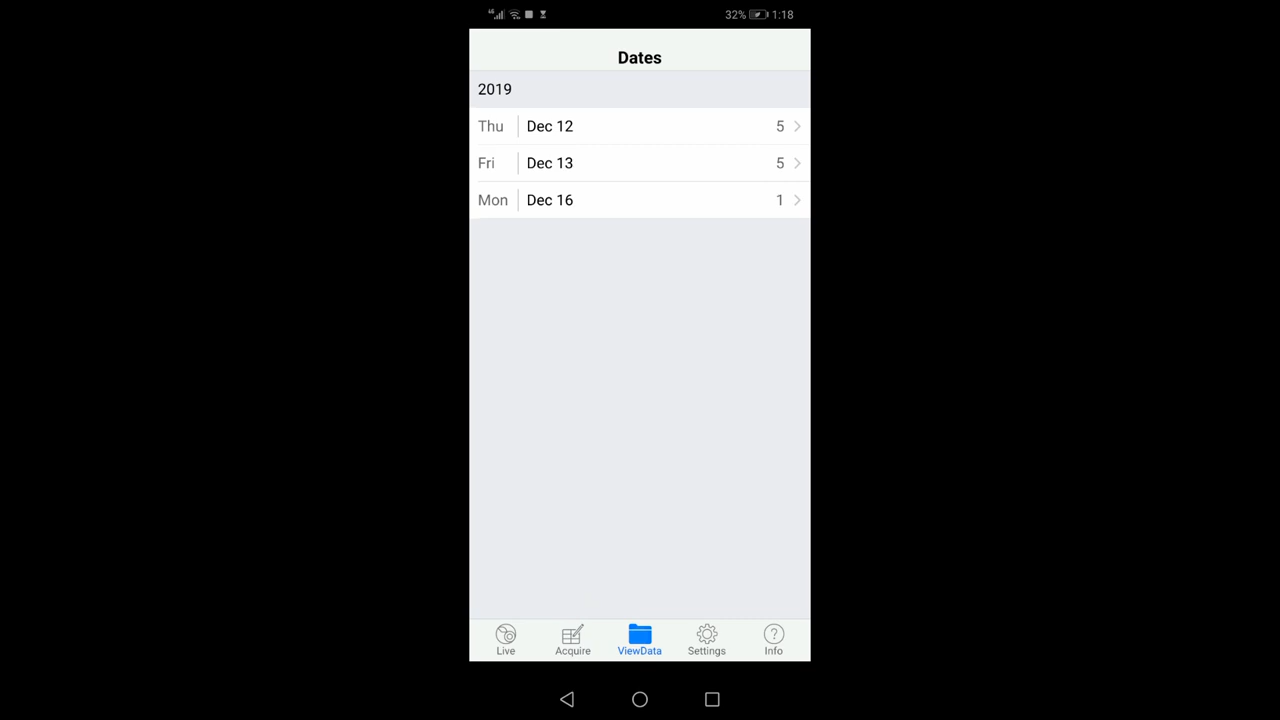 4G 32% 1:18
Dates
2019
Thu Dec 12 5
Fri Dec 13 5
Mon Dec 16 1
Live Acquire ViewData Settings ? Info